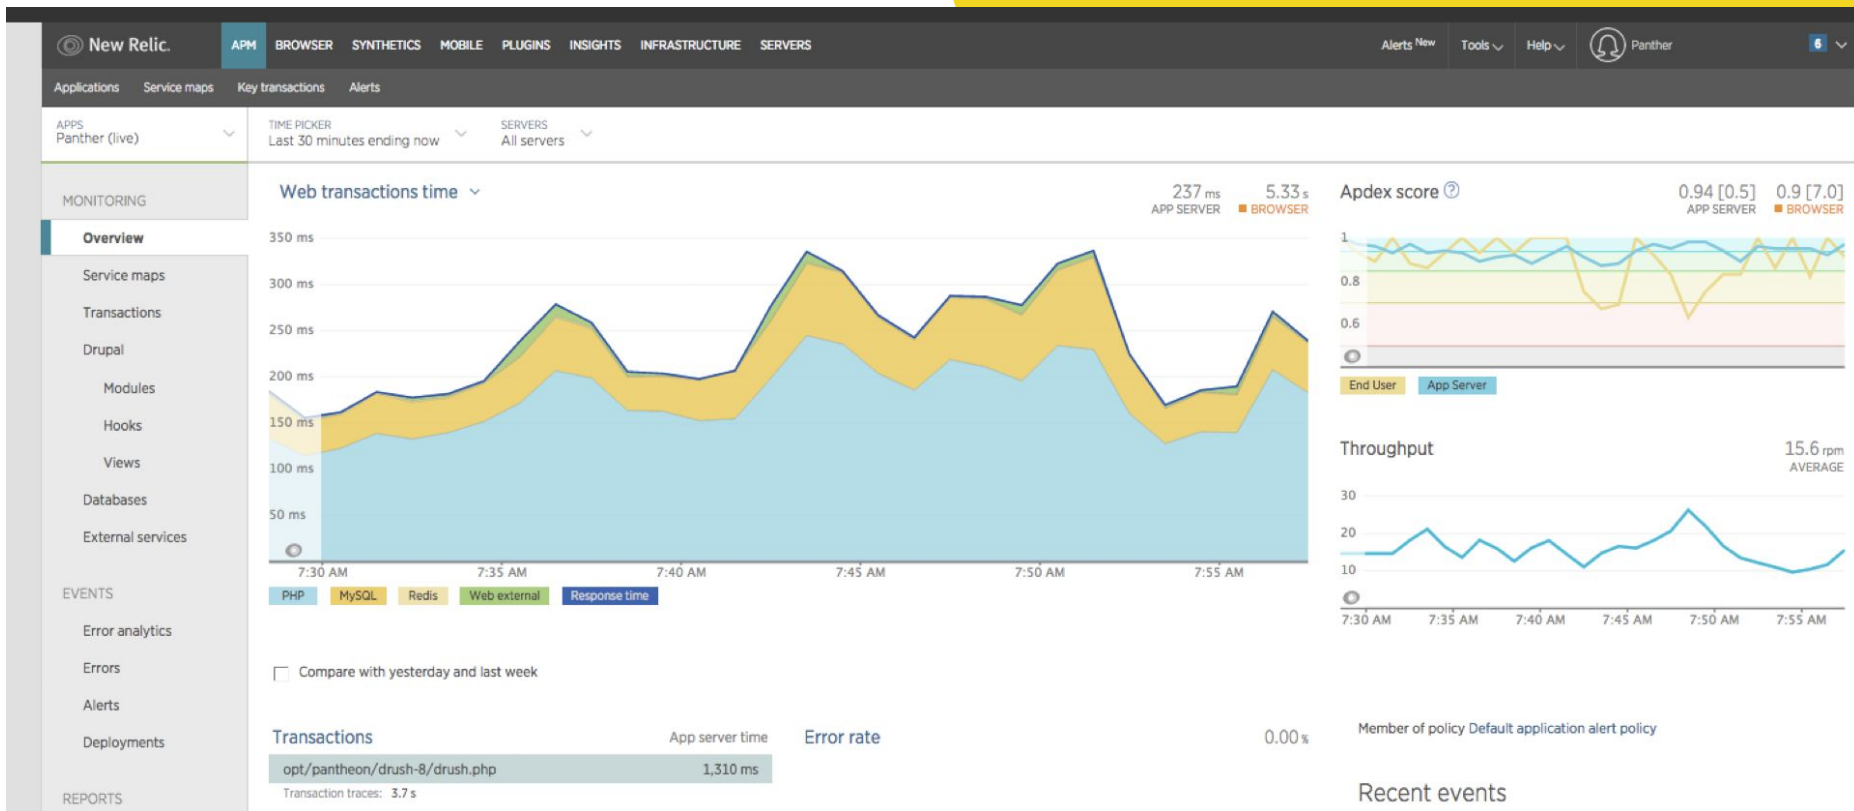 New Relic.
APM BROWSER SYNTHETICS MOBILE PLUGINS INSIGHTS INFRASTRUCTURE SERVERS
Alerts New Tools Help Panther 6
Applications Service maps Key transactions Alerts
APPS
Panther (live)
TIME PICKER
Last 30 minutes ending now
SERVERS
All servers
MONITORING
Overview
Service maps
Transactions
Drupal
Modules
Hooks
Views
Databases
External services
EVENTS
Error analytics
Errors
Alerts
Deployments
REPORTS
Web transactions time
237 ms 5.33 s
APP SERVER BROWSER
350 ms
300 ms
250 ms
200 ms
150 ms
100 ms
50 ms
7:30 AM 7:35 AM 7:40 AM 7:45 AM 7:50 AM 7:55 AM
PHP MySQL Redis Web external Response time
Compare with yesterday and last week
Transactions App server time
opt/pantheon/drush-8/drush.php 1,310 ms
Transaction traces: 3.7 s
Error rate 0.00 %
Apdex score ?
0.94 [0.5] 0.9 [7.0]
APP SERVER BROWSER
1
0.8
0.6
End User App Server
Throughput 15.6 rpm
AVERAGE
30
20
10
7:30 AM 7:35 AM 7:40 AM 7:45 AM 7:50 AM 7:55 AM
Member of policy Default application alert policy
Recent events